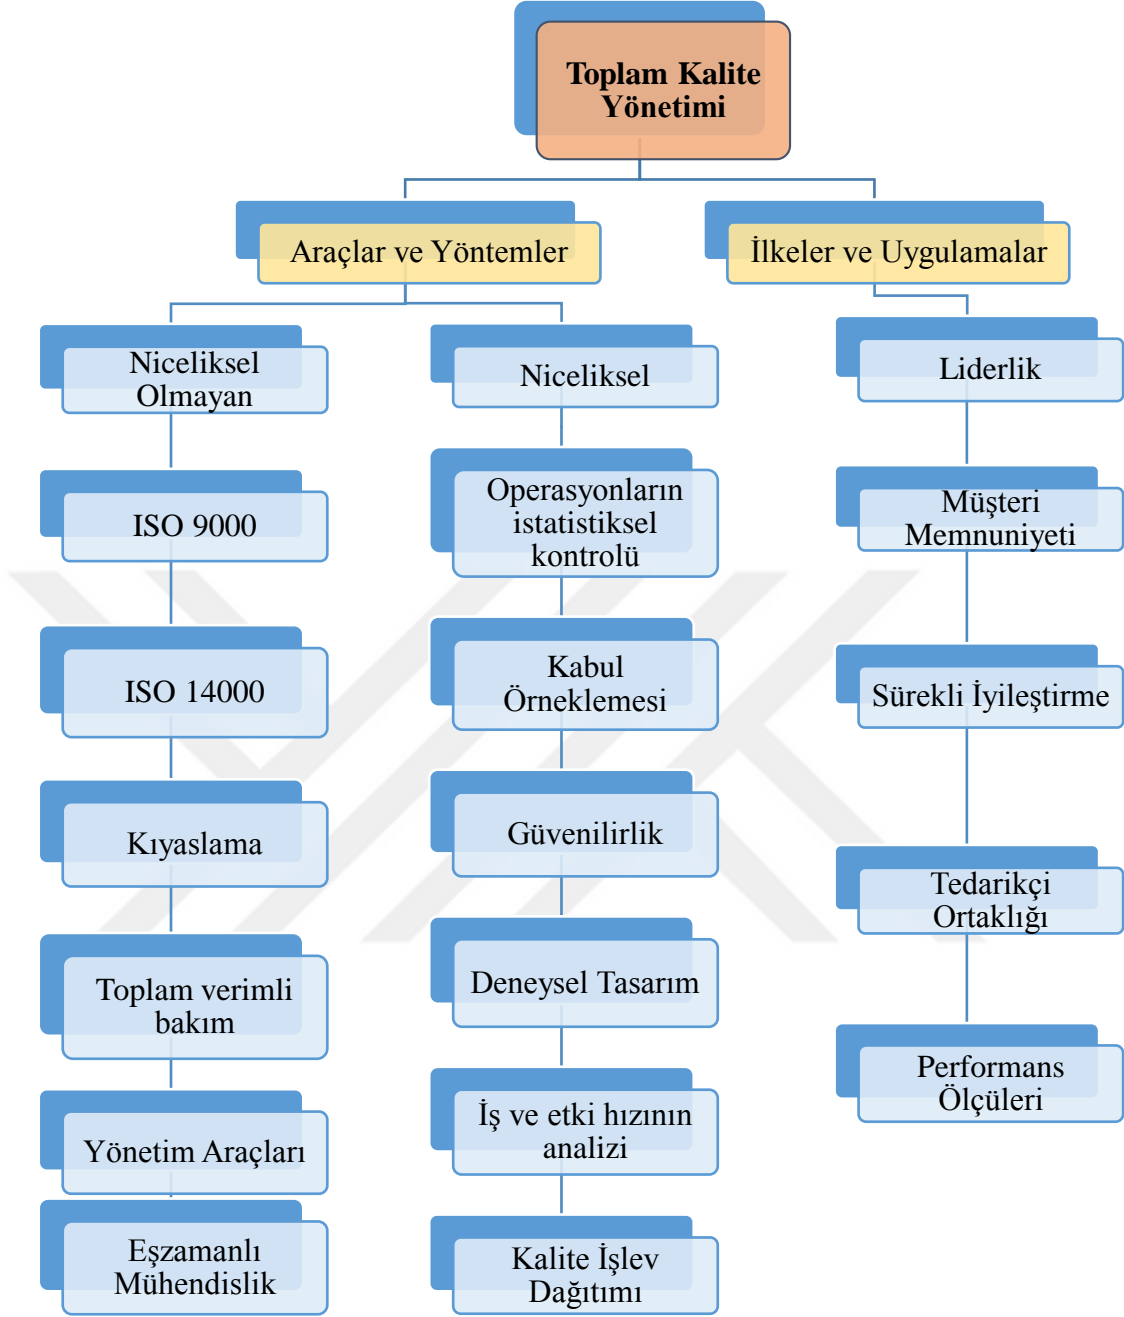 Toplam Kalite
Yönetimi
Araçlar ve Yöntemler
İlkeler ve Uygulamalar
Niceliksel
Olmayan
ISO 9000
ISO 14000
Kıyaslama
Toplam verimli
bakım
Yönetim Araçları
Eşzamanlı
Mühendislik
Niceliksel
Operasyonların
istatistiksel
kontrolü
Kabul
Örneklemesi
Güvenilirlik
Deneysel Tasarım
İş ve etki hızının
analizi
Kalite İşlev
Dağıtımı
Liderlik
Müşteri
Memnuniyeti
Sürekli İyileştirme
Tedarikçi
Ortaklığı
Performans
Ölçüleri